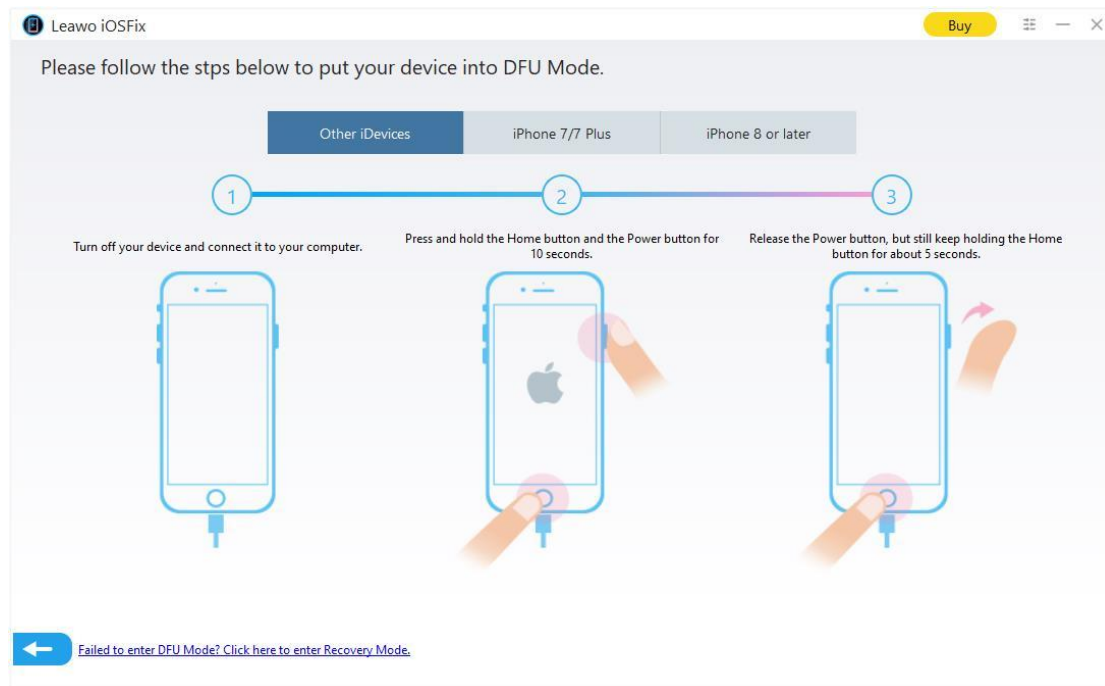 Leawo iOSFix
Buy
Please follow the stps below to put your device into DFU Mode.
Other iDevices
iPhone 7/7 Plus
iPhone 8 or later
1
2
3
Turn off your device and connect it to your computer.
Press and hold the Home button and the Power button for
10 seconds.
Release the Power button, but still keep holding the Home
button for about 5 seconds.
Failed to enter DFU Mode? Click here to enter Recovery Mode.